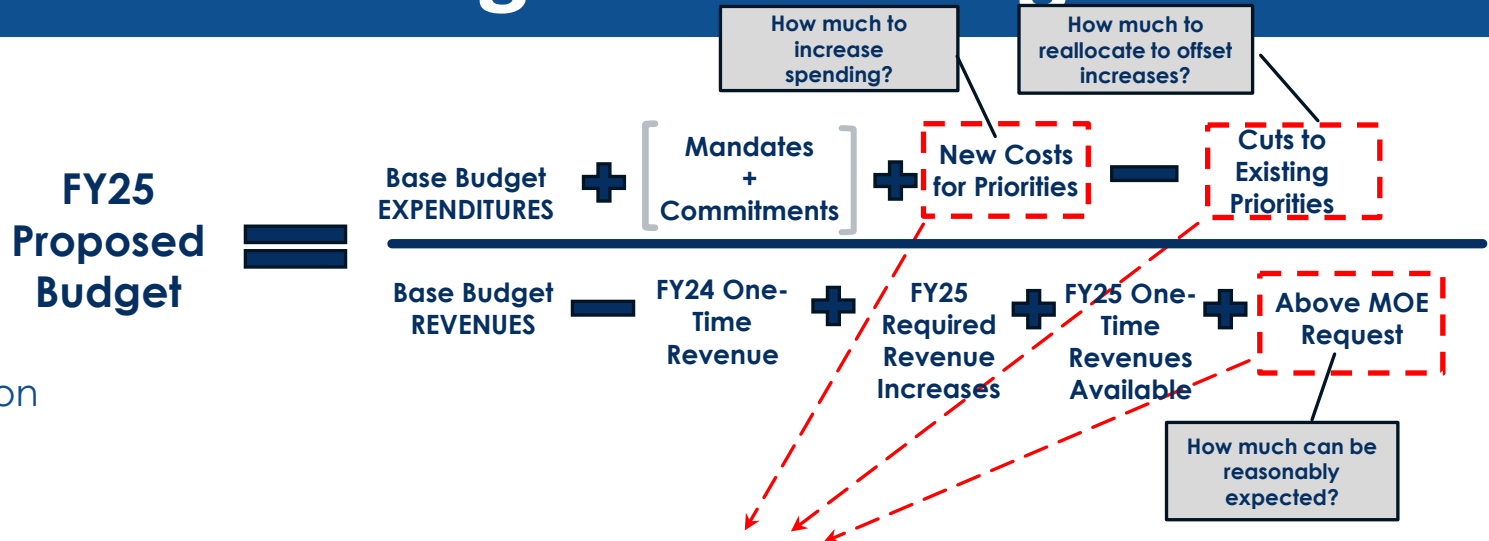 How much to
increase
spending?
How much to
reallocate to offset
increases?
FY25
Proposed
Budget
Base Budget
EXPENDITURES
Mandates
+
Commitments
New Costs
for Priorities
Cuts to
Existing
Priorities
Base Budget
REVENUES
FY24 One-
Time
Revenue
FY25
Required
Revenue
Increases
FY25 One-
Time
Revenues
Available
Above MOE
Request
How much can be
reasonably
expected?
on